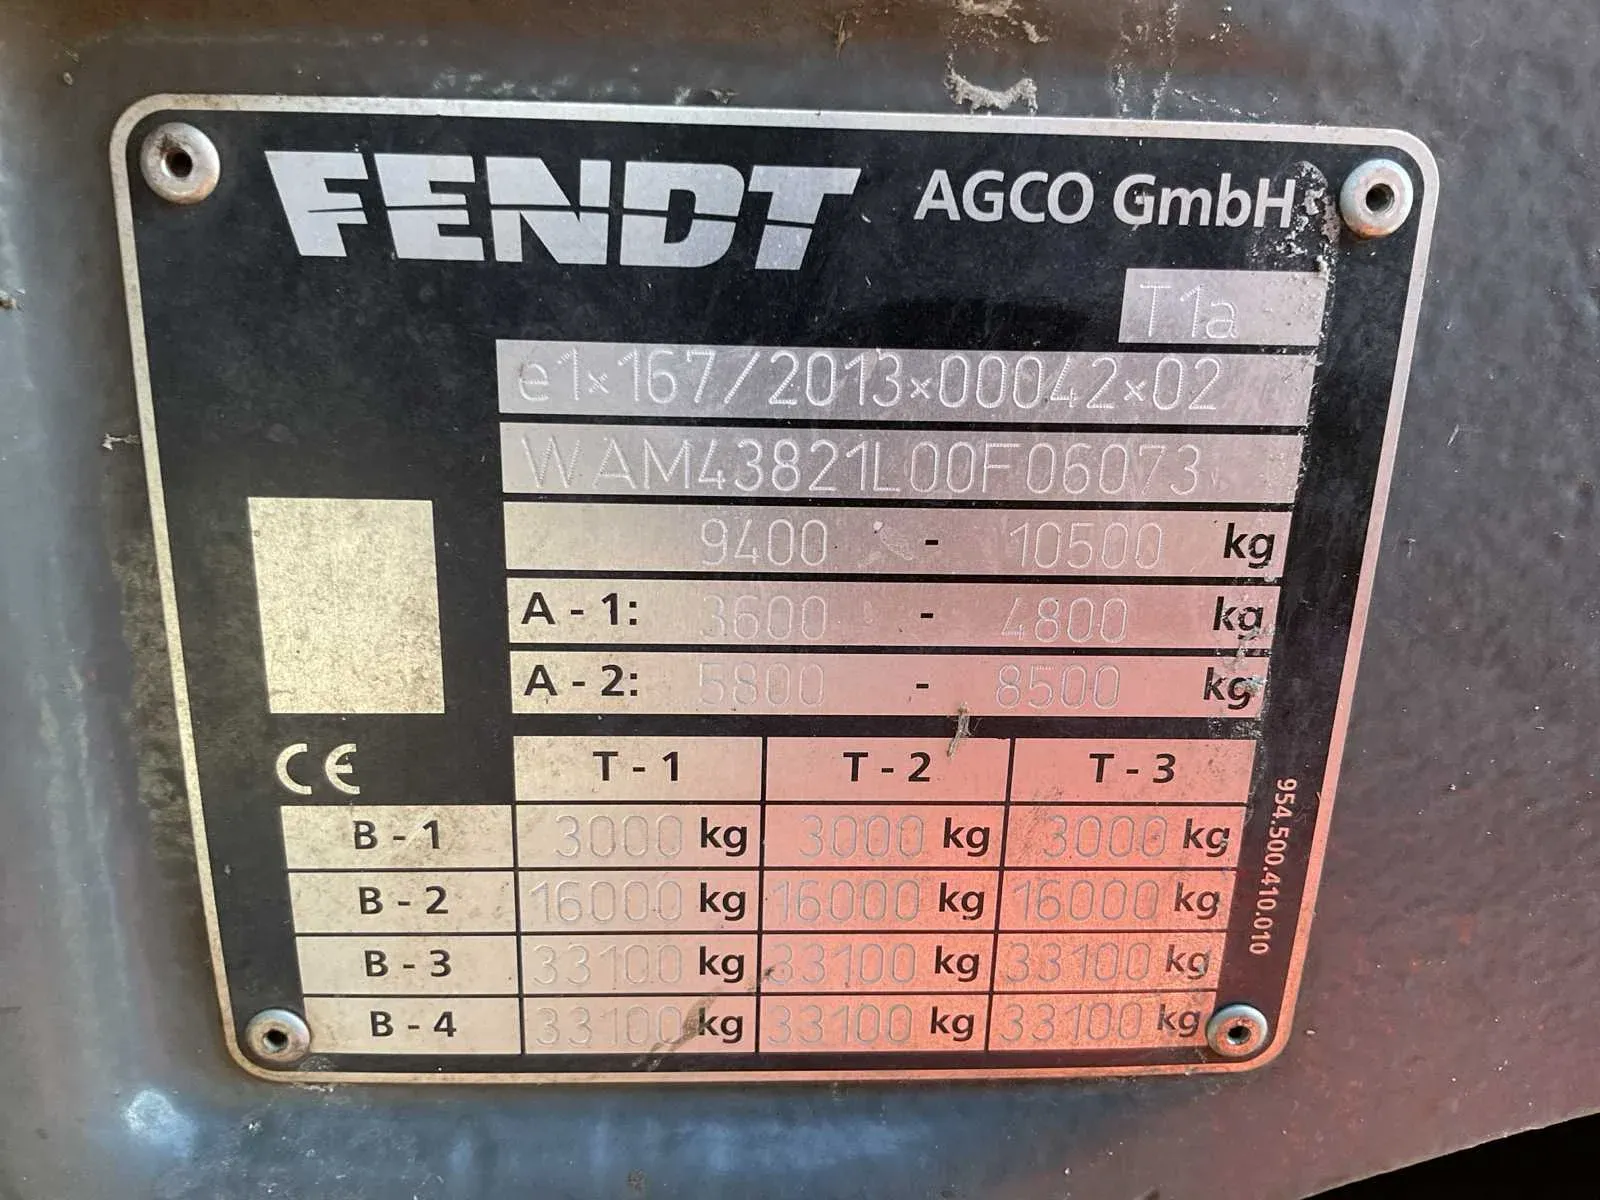 FENDT AGCO GmbH
T1a
e1×167/2013×00042×02
WAM43821L00F06073
9400 - 10500 kg
A - 1: 3600 - 4800 kg
A - 2: 5800 - 8500 kg
CE T - 1 T - 2 T - 3
B - 1 3000 kg 3000 kg 3000 kg
B - 2 16000 kg 16000 kg 16000 kg
B - 3 33100 kg 33100 kg 33100 kg
B - 4 33100 kg 33100 kg 33100 kg
954.500.410.010